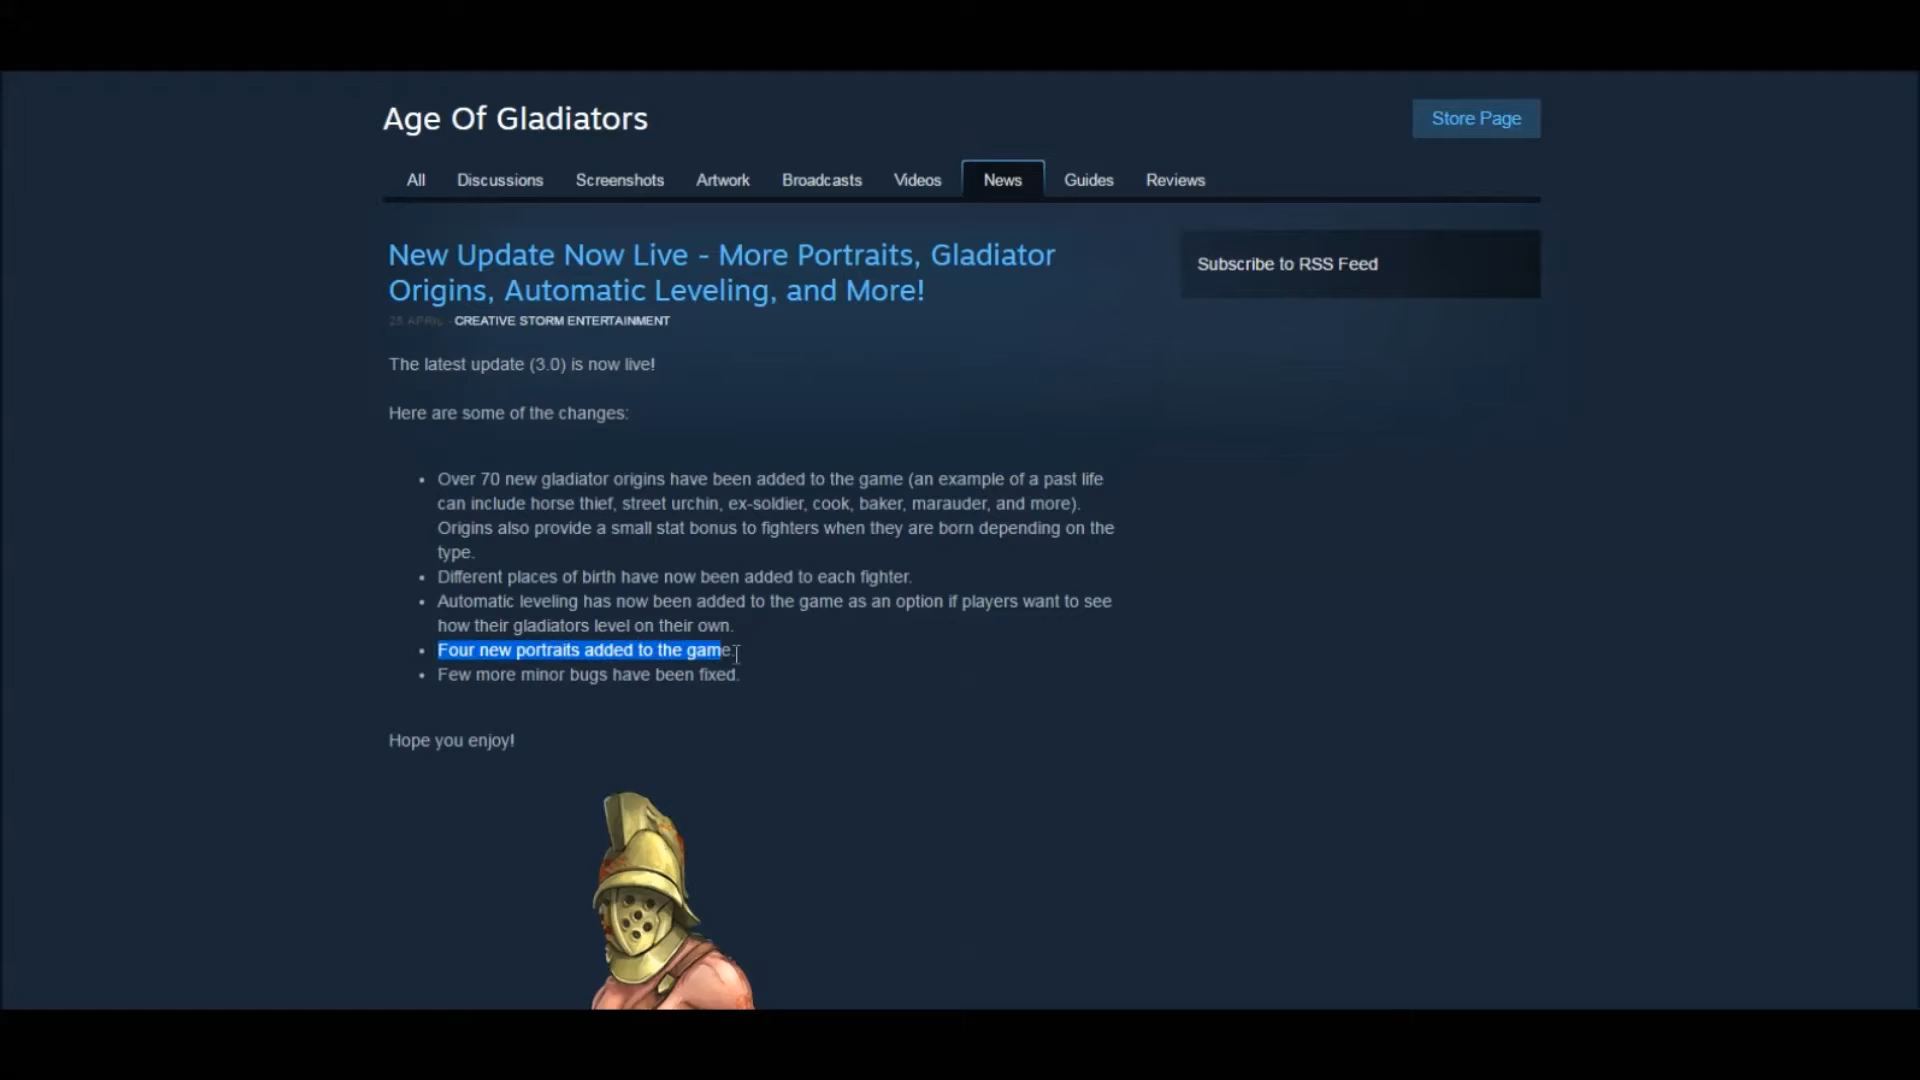 Age Of Gladiators
Store Page
All Discussions Screenshots Artwork Broadcasts Videos News Guides Reviews
New Update Now Live - More Portraits, Gladiator
Origins, Automatic Leveling, and More!
Subscribe to RSS Feed
25 APRIL - CREATIVE STORM ENTERTAINMENT
The latest update (3.0) is now live!
Here are some of the changes:
• Over 70 new gladiator origins have been added to the game (an example of a past life
can include horse thief, street urchin, ex-soldier, cook, baker, marauder, and more).
Origins also provide a small stat bonus to fighters when they are born depending on the
type.
• Different places of birth have now been added to each fighter.
• Automatic leveling has now been added to the game as an option if players want to see
how their gladiators level on their own.
• Four new portraits added to the game.
• Few more minor bugs have been fixed.
Hope you enjoy!